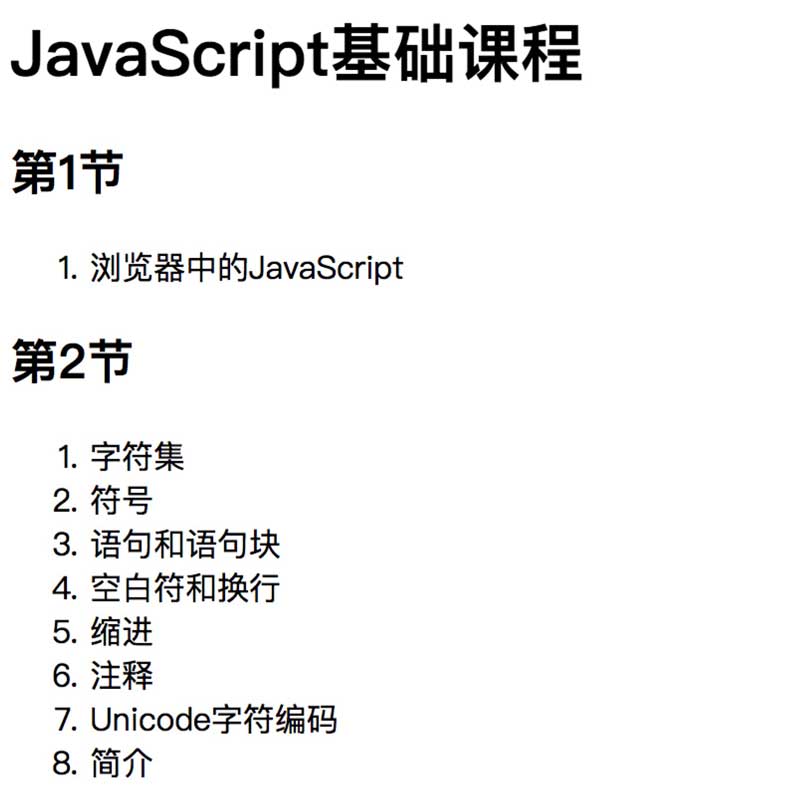 JavaScript基础课程
第1节
1. 浏览器中的JavaScript
第2节
1. 字符集
2. 符号
3. 语句和语句块
4. 空白符和换行
5. 缩进
6. 注释
7. Unicode字符编码
8. 简介